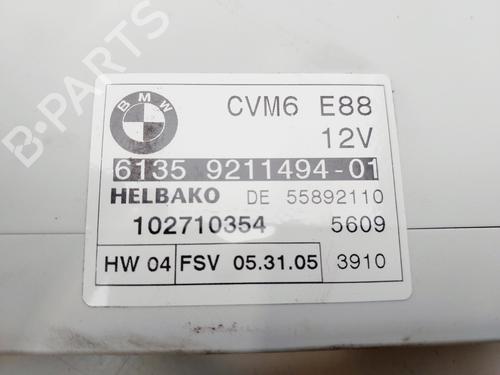 BMW
CVM6 E88
12V
6135 9211494-01
HELBAKO DE 55892110
102710354 5609
HW 04 FSV 05.31.05 3910